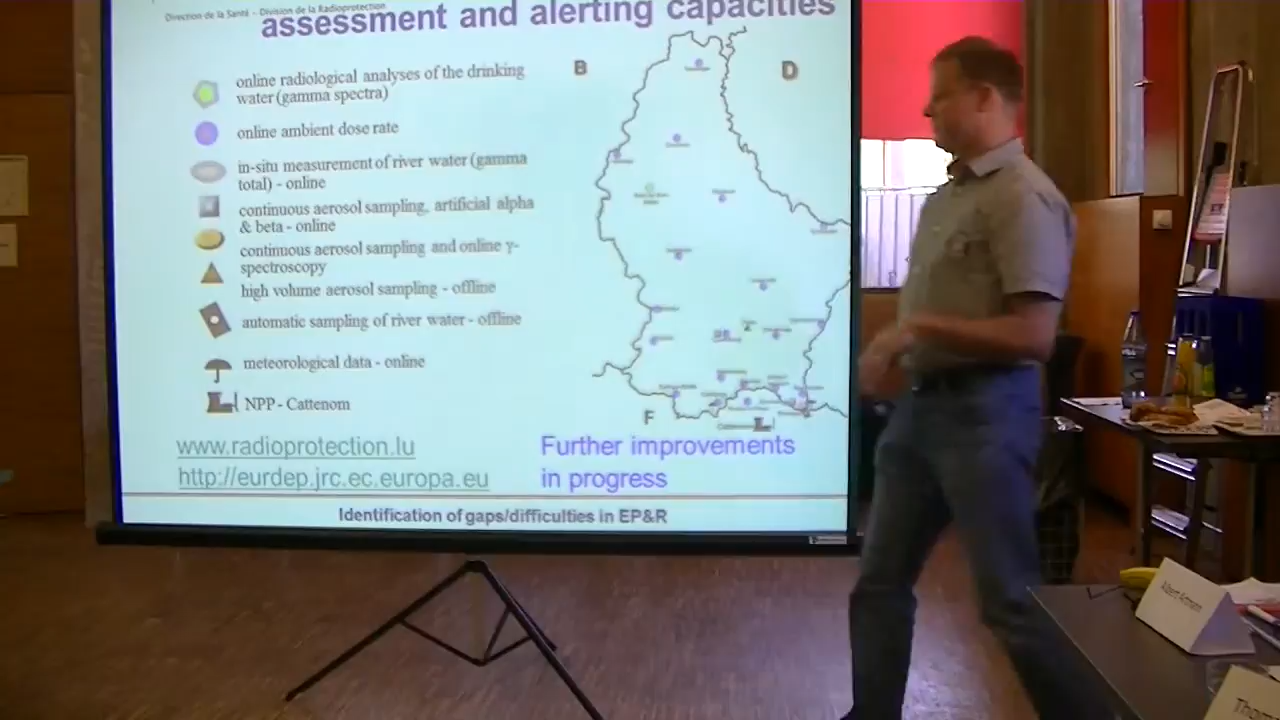 Direction de la Santé – Division de la Radioprotection
assessment and alerting capacities
online radiological analyses of the drinking
water (gamma spectra)
online ambient dose rate
in-situ measurement of river water (gamma
total) - online
continuous aerosol sampling, artificial alpha
& beta - online
continuous aerosol sampling and online γ-
spectroscopy
high volume aerosol sampling - offline
automatic sampling of river water - offline
meteorological data - online
NPP - Cattenom
B
D
F
www.radioprotection.lu
http://eurdep.jrc.ec.europa.eu
Further improvements
in progress
Identification of gaps/difficulties in EP&R
Albert